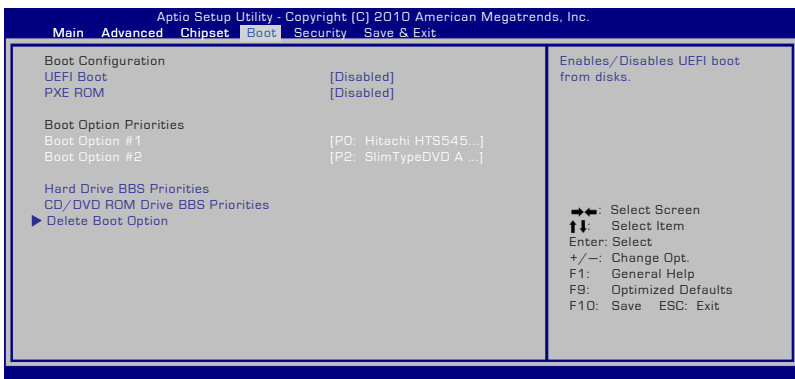 Aptio Setup Utility - Copyright (C) 2010 American Megatrends, Inc.
Main Advanced Chipset Boot Security Save & Exit
Boot Configuration
UEFI Boot [Disabled]
PXE ROM [Disabled]
Boot Option Priorities
Boot Option #1 [P0: Hitachi HTS545...]
Boot Option #2 [P2: SlimTypeDVD A ...]
Hard Drive BBS Priorities
CD/DVD ROM Drive BBS Priorities
▶ Delete Boot Option
Enables/Disables UEFI boot
from disks.
➡⬅: Select Screen
⬆⬇: Select Item
Enter: Select
+/—: Change Opt.
F1: General Help
F9: Optimized Defaults
F10: Save ESC: Exit